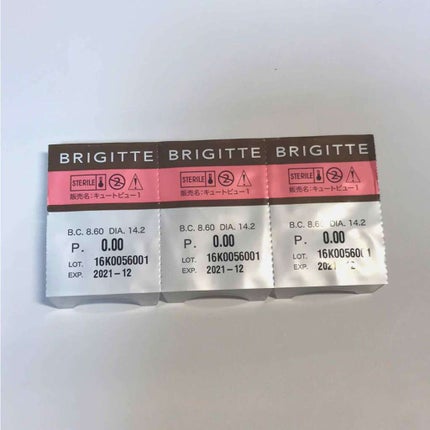 BRIGITTE
STERILE
販売名:キュートビュー1
B.C. 8.60 DIA. 14.2
P. 0.00
LOT. 16K0056001
EXP. 2021-12
BRIGITTE
STERILE
販売名:キュートビュー1
B.C. 8.60 DIA. 14.2
P. 0.00
LOT. 16K0056001
EXP. 2021-12
BRIGITTE
STERILE
販売名:キュートビュー1
B.C. 8.60 DIA. 14.2
P. 0.00
LOT. 16K0056001
EXP.